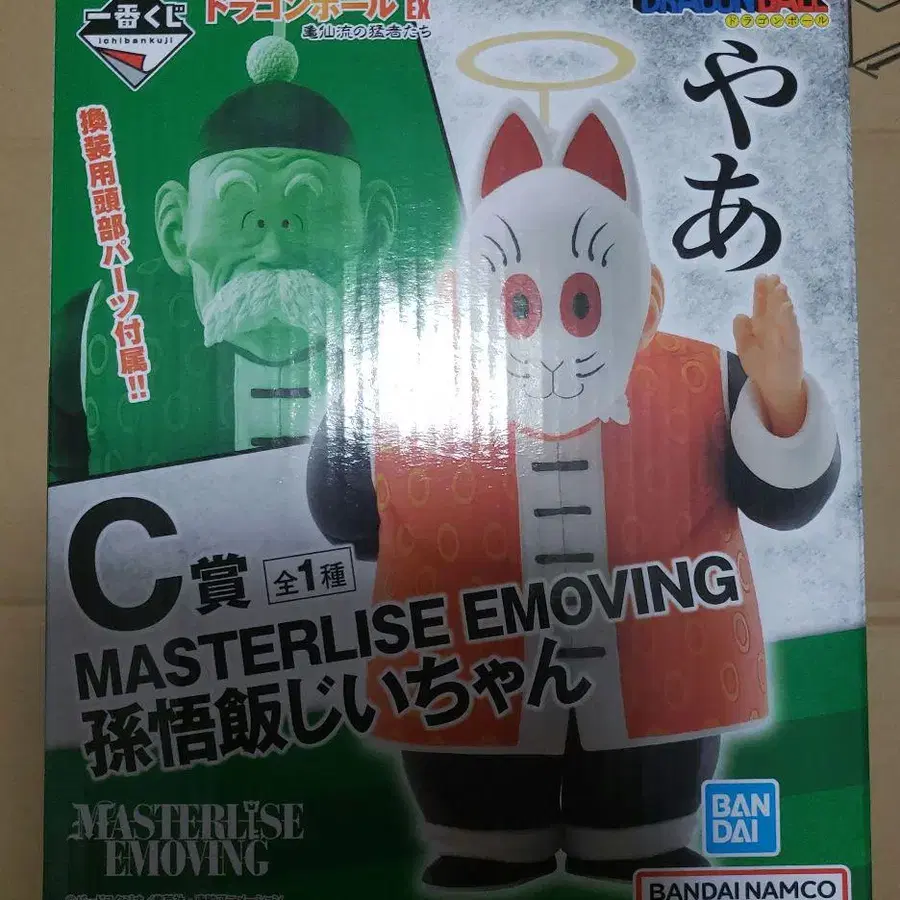 一番くじ
ichibankuji
ドラゴンボール EX
亀仙流の猛者たち
DRAGON BALL
ドラゴンボール
やあ
換装用頭部パーツ付属!!
C賞
全1種
MASTERLISE EMOVING
孫悟飯じいちゃん
MASTERLISE
EMOVING
BAN
DAI
BANDAI NAMCO